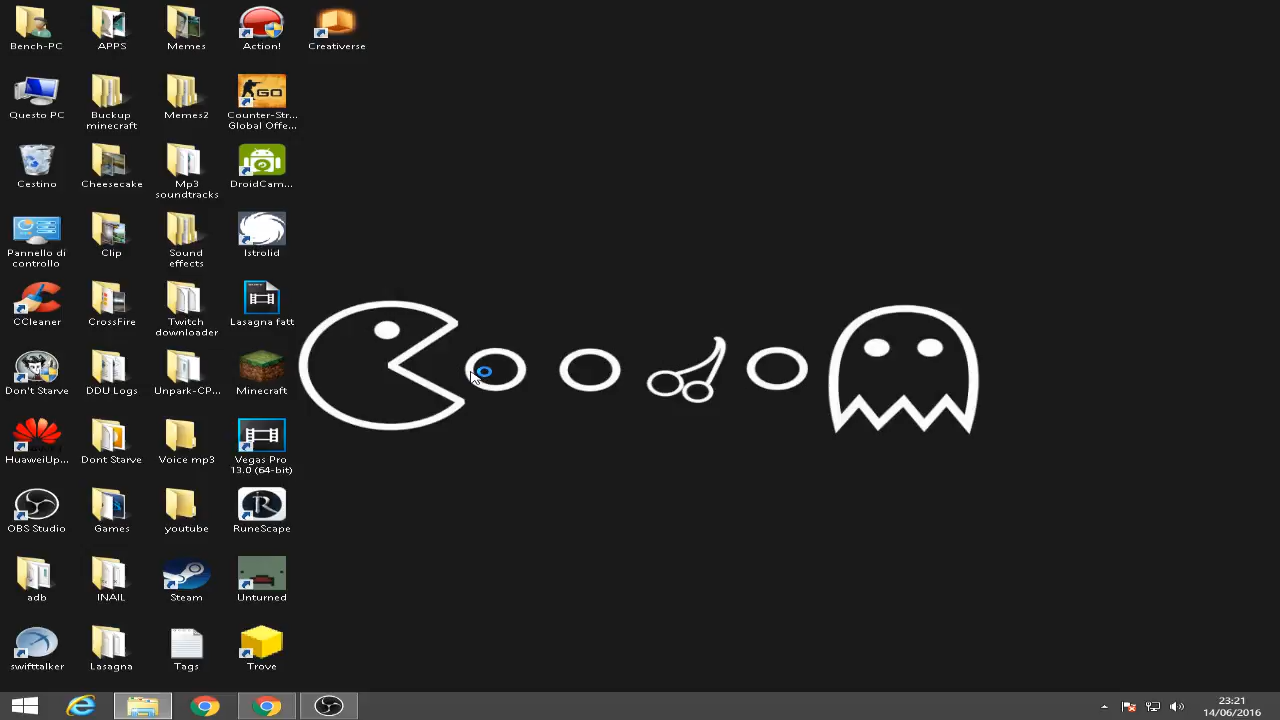 Bench-PC
APPS
Memes
Action!
Creativerse
Questo PC
Buckup
minecraft
Memes2
GO
Counter-Str...
Global Offe...
Cestino
Cheesecake
Mp3
soundtracks
DroidCam...
Pannello di
controllo
Clip
Sound
effects
Istrolid
CCleaner
CrossFire
Twitch
downloader
Lasagna fatt
Don't Starve
DDU Logs
Unpark-CP...
Minecraft
HuaweiUp...
Dont Starve
Voice mp3
Vegas Pro
13.0 (64-bit)
OBS Studio
Games
youtube
RuneScape
adb
INAIL
Steam
Unturned
swifttalker
Lasagna
Tags
Trove
23:21
14/06/2016